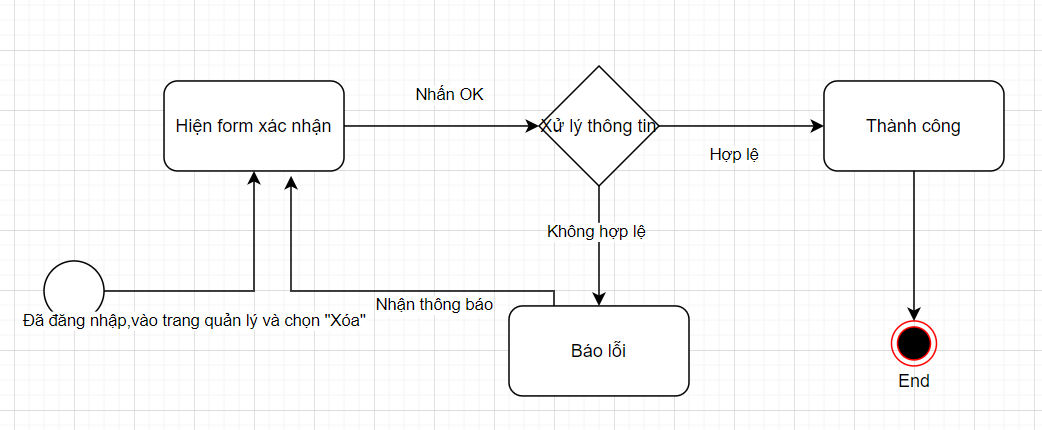 Nhấn OK
Hiện form xác nhận
Xử lý thông tin
Thành công
Hợp lệ
Không hợp lệ
Nhận thông báo
Đã đăng nhập,vào trang quản lý và chọn "Xóa"
Báo lỗi
End